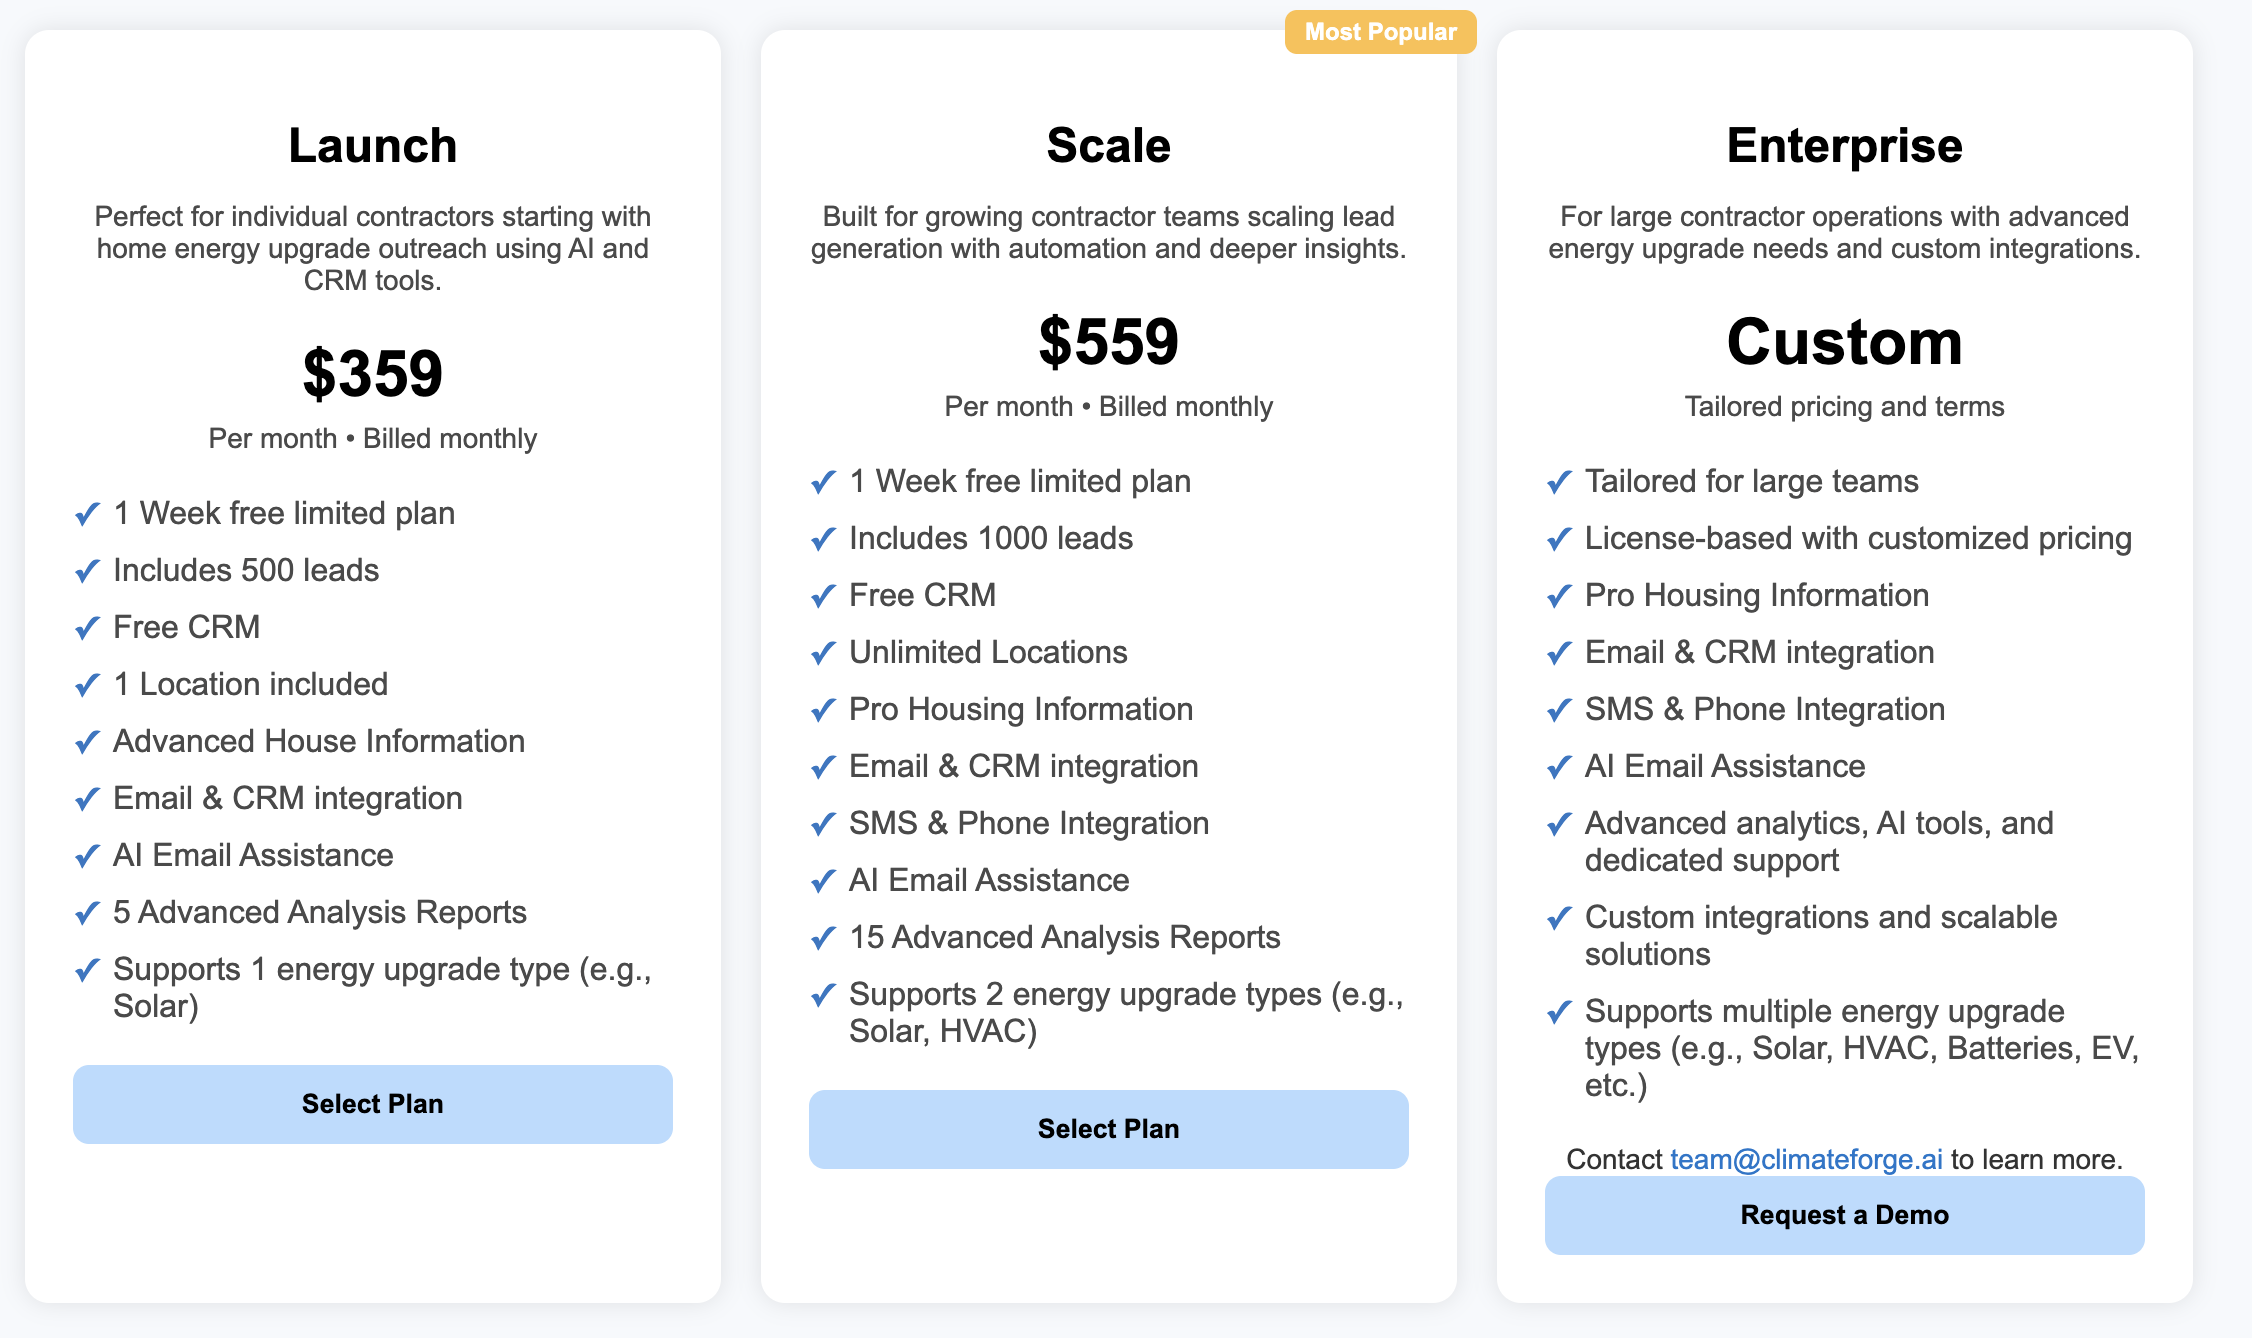 Launch
Perfect for individual contractors starting with
home energy upgrade outreach using AI and
CRM tools.
$359
Per month • Billed monthly
✓ 1 Week free limited plan
✓ Includes 500 leads
✓ Free CRM
✓ 1 Location included
✓ Advanced House Information
✓ Email & CRM integration
✓ AI Email Assistance
✓ 5 Advanced Analysis Reports
✓ Supports 1 energy upgrade type (e.g.,
Solar)
Select Plan
Most Popular
Scale
Built for growing contractor teams scaling lead
generation with automation and deeper insights.
$559
Per month • Billed monthly
✓ 1 Week free limited plan
✓ Includes 1000 leads
✓ Free CRM
✓ Unlimited Locations
✓ Pro Housing Information
✓ Email & CRM integration
✓ SMS & Phone Integration
✓ AI Email Assistance
✓ 15 Advanced Analysis Reports
✓ Supports 2 energy upgrade types (e.g.,
Solar, HVAC)
Select Plan
Enterprise
For large contractor operations with advanced
energy upgrade needs and custom integrations.
Custom
Tailored pricing and terms
✓ Tailored for large teams
✓ License-based with customized pricing
✓ Pro Housing Information
✓ Email & CRM integration
✓ SMS & Phone Integration
✓ AI Email Assistance
✓ Advanced analytics, AI tools, and
dedicated support
✓ Custom integrations and scalable
solutions
✓ Supports multiple energy upgrade
types (e.g., Solar, HVAC, Batteries, EV,
etc.)
Contact team@climateforge.ai to learn more.
Request a Demo